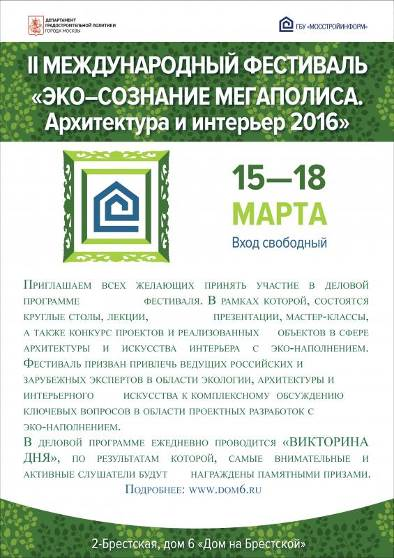 ДЕПАРТАМЕНТ
ГРАДОСТРОИТЕЛЬНОЙ ПОЛИТИКИ
ГОРОДА МОСКВЫ
ГБУ «МОССТРОЙИНФОРМ»
II МЕЖДУНАРОДНЫЙ ФЕСТИВАЛЬ
«ЭКО–СОЗНАНИЕ МЕГАПОЛИСА.
Архитектура и интерьер 2016»
15—18
МАРТА
Вход свободный
Приглашаем всех желающих принять участие в деловой
программе фестиваля. В рамках которой, состоятся
круглые столы, лекции, презентации, мастер-классы,
а также конкурс проектов и реализованных объектов в сфере
архитектуры и искусства интерьера с эко-наполнением.
Фестиваль призван привлечь ведущих российских и
зарубежных экспертов в области экологии, архитектуры и
интерьерного искусства к комплексному обсуждению
ключевых вопросов в области проектных разработок с
эко-наполнением.
В деловой программе ежедневно проводится «ВИКТОРИНА
ДНЯ», по результатам которой, самые внимательные и
активные слушатели будут награждены памятными призами.
Подробнее: www.dom6.ru
2-Брестская, дом 6 «Дом на Брестской»